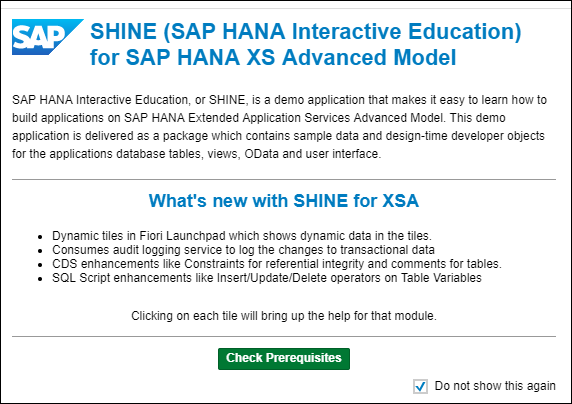 SAP
SHINE (SAP HANA Interactive Education)
for SAP HANA XS Advanced Model
SAP HANA Interactive Education, or SHINE, is a demo application that makes it easy to learn how to
build applications on SAP HANA Extended Application Services Advanced Model. This demo
application is delivered as a package which contains sample data and design-time developer objects
for the applications database tables, views, OData and user interface.
What's new with SHINE for XSA
• Dynamic tiles in Fiori Launchpad which shows dynamic data in the tiles.
• Consumes audit logging service to log the changes to transactional data
• CDS enhancements like Constraints for referential integrity and comments for tables.
• SQL Script enhancements like Insert/Update/Delete operators on Table Variables
Clicking on each tile will bring up the help for that module.
Check Prerequisites
Do not show this again